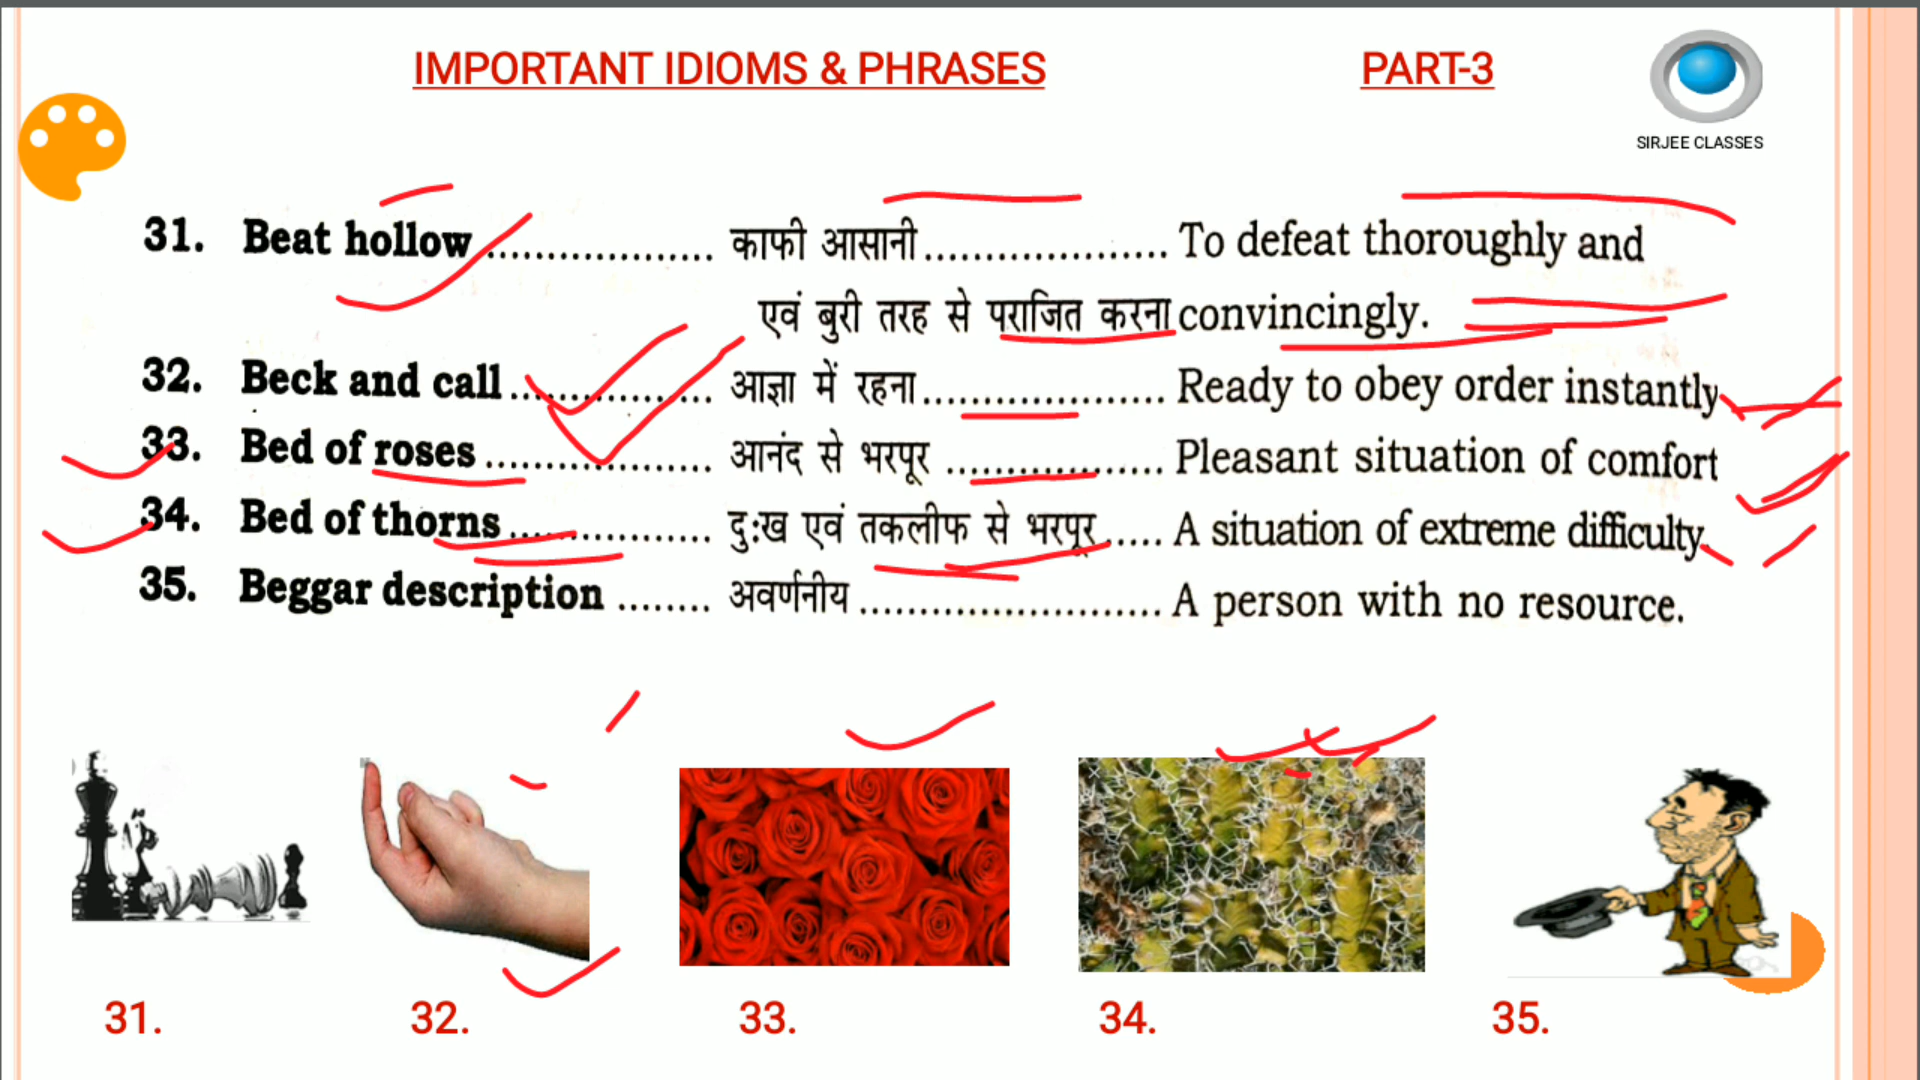 IMPORTANT IDIOMS & PHRASES PART-3
SIRJEE CLASSES
31. Beat hollow .................... काफी आसानी..................... To defeat thoroughly and
एवं बुरी तरह से पराजित करना convincingly.
32. Beck and call .................. आज्ञा में रहना..................... Ready to obey order instantly
33. Bed of roses .................... आनंद से भरपूर ................... Pleasant situation of comfort
34. Bed of thorns .................. दुःख एवं तकलीफ से भरपूर ..... A situation of extreme difficulty.
35. Beggar description ........ अवर्णनीय .......................... A person with no resource.
31. 32. 33. 34. 35.